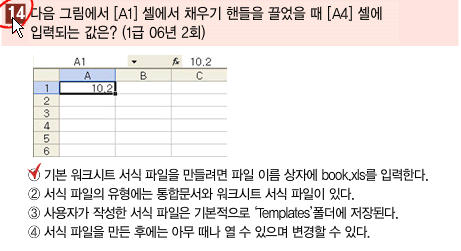 14 다음 그림에서 [A1] 셀에서 채우기 핸들을 끌었을 때 [A4] 셀에
입력되는 값은? (1급 06년 2회)
A1 fx 10.2
A B C
1 10.2
2
3
4
5
6
① 기본 워크시트 서식 파일을 만들려면 파일 이름 상자에 book,xls를 입력한다.
② 서식 파일의 유형에는 통합문서와 워크시트 서식 파일이 있다.
③ 사용자가 작성한 서식 파일은 기본적으로 'Templates'폴더에 저장된다.
④ 서식 파일을 만든 후에는 아무 때나 열 수 있으며 변경할 수 있다.